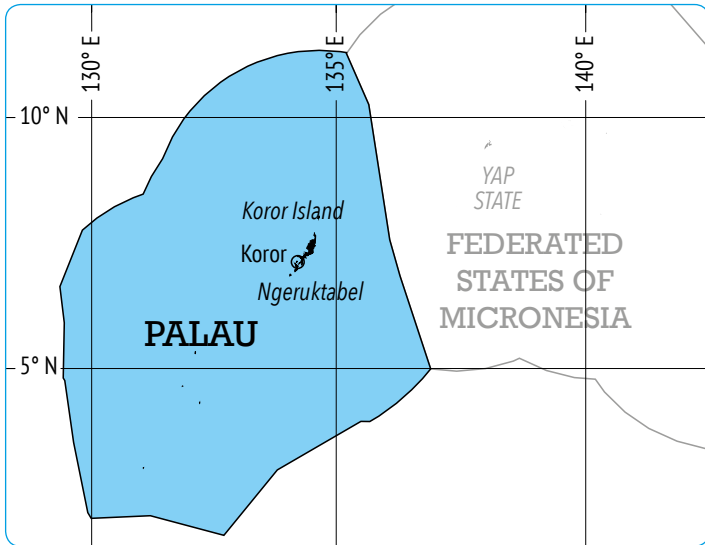 130° E
135° E
140° E
10° N
YAP
STATE
Koror Island
FEDERATED
STATES OF
MICRONESIA
Koror
Ngeruktabel
PALAU
5° N